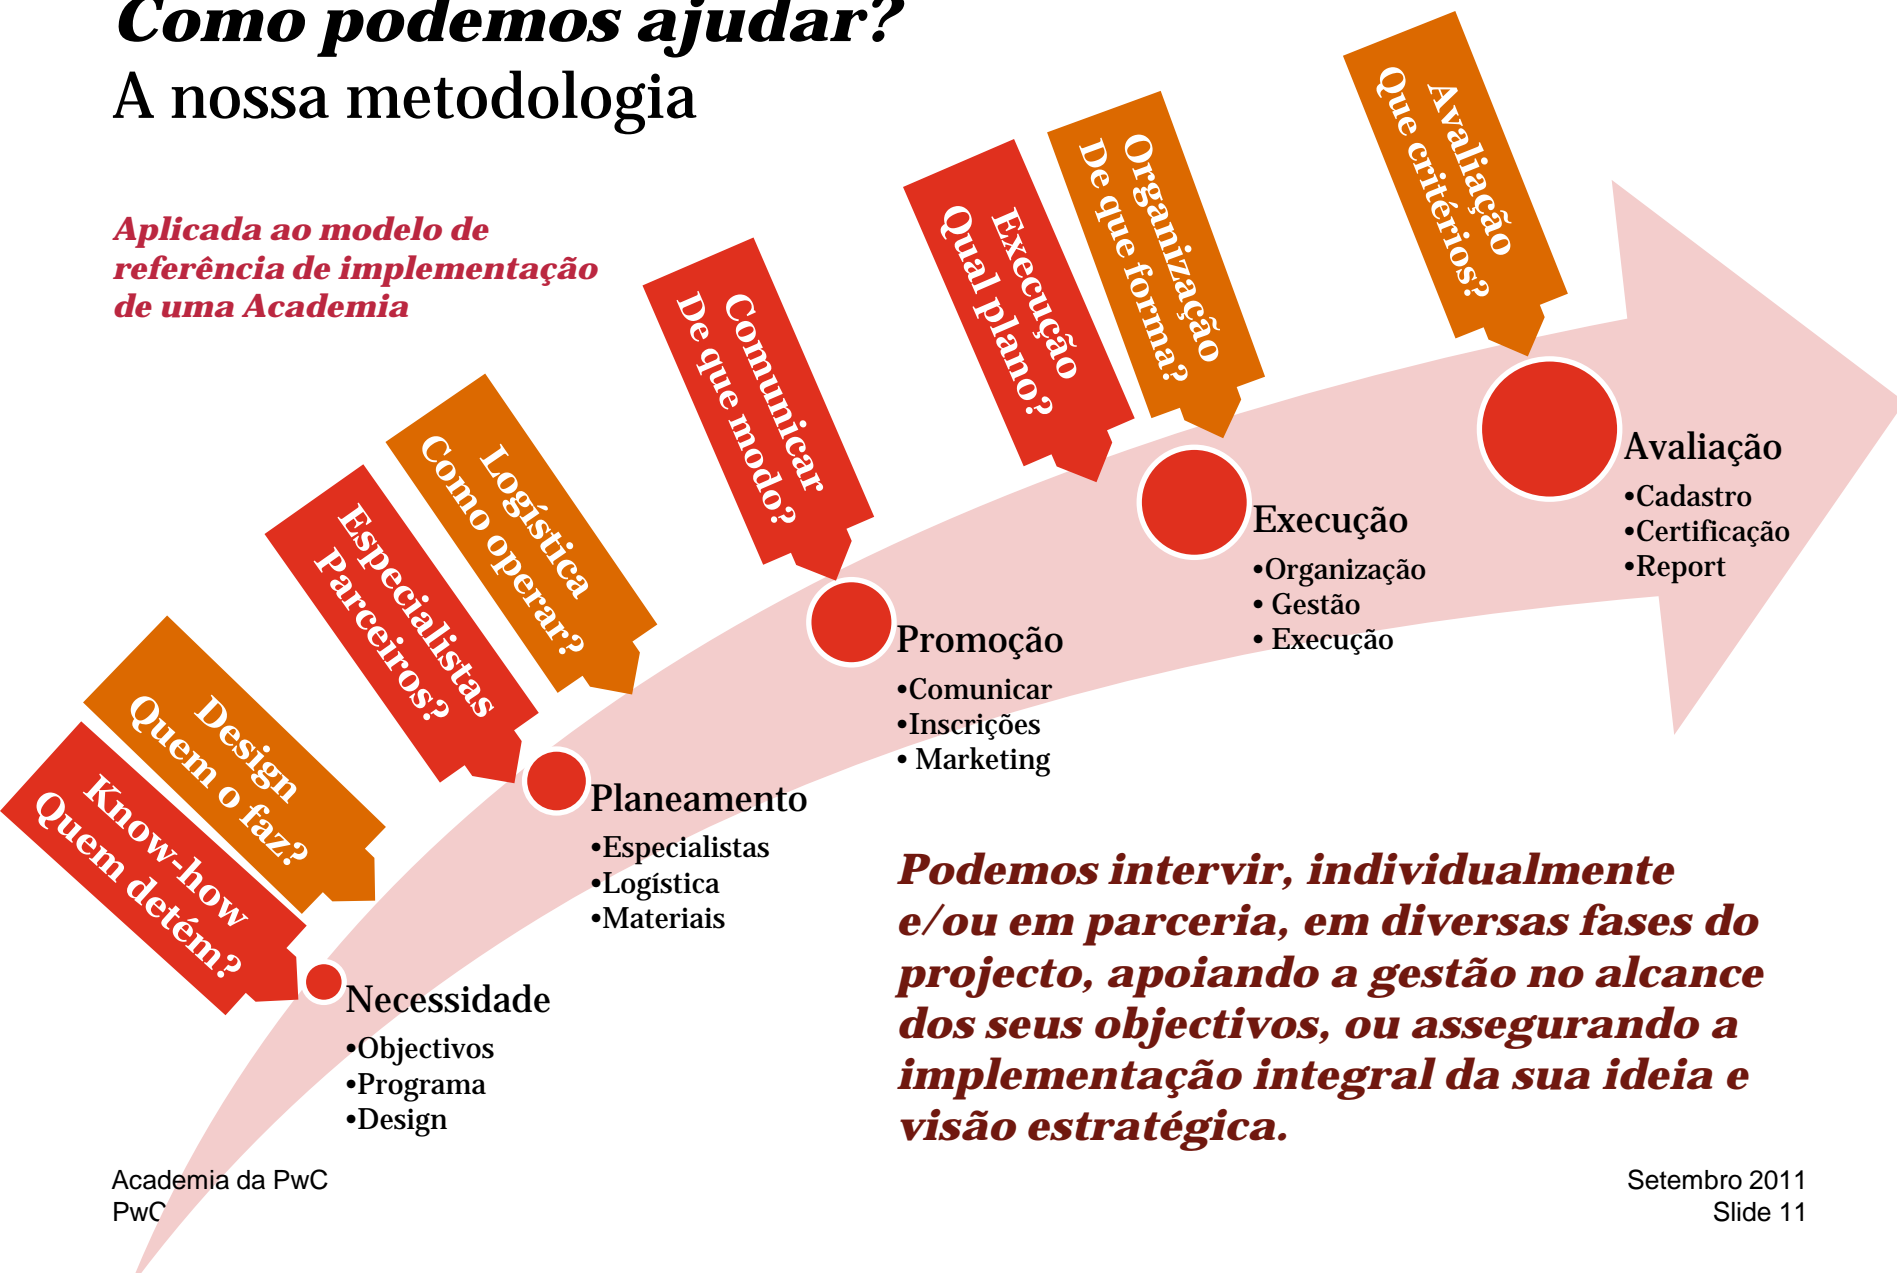 Como podemos ajudar?
A nossa metodologia
Aplicada ao modelo de
referência de implementação
de uma Academia
Know-how
Quem detém?
Design
Quem o faz?
Necessidade
•Objectivos
•Programa
•Design
Especialistas
Parceiros?
Logística
Como operar?
Planeamento
•Especialistas
•Logística
•Materiais
Comunicar
De que modo?
Promoção
•Comunicar
•Inscrições
• Marketing
Execução
Qual plano?
Organização
De que forma?
Execução
•Organização
• Gestão
• Execução
Avaliação
Que critérios?
Avaliação
•Cadastro
•Certificação
•Report
Podemos intervir, individualmente
e/ou em parceria, em diversas fases do
projecto, apoiando a gestão no alcance
dos seus objectivos, ou assegurando a
implementação integral da sua ideia e
visão estratégica.
Academia da PwC
PwC
Setembro 2011
Slide 11